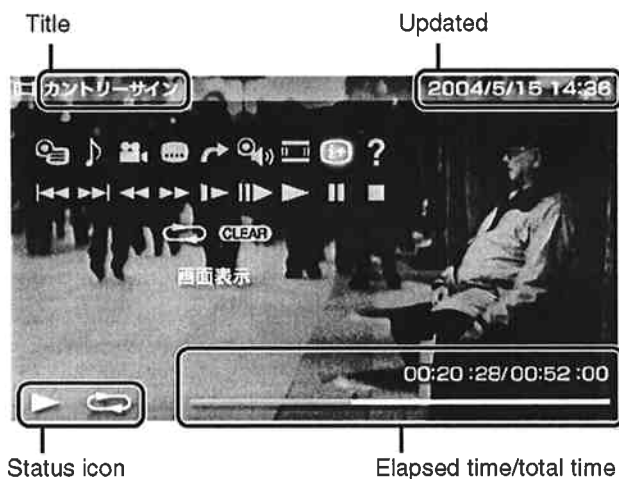 Title
Updated
カントリーサイン
2004/5/15 14:36
?
CLEAR
画面表示
00:20:28/00:52:00
Status icon
Elapsed time/total time